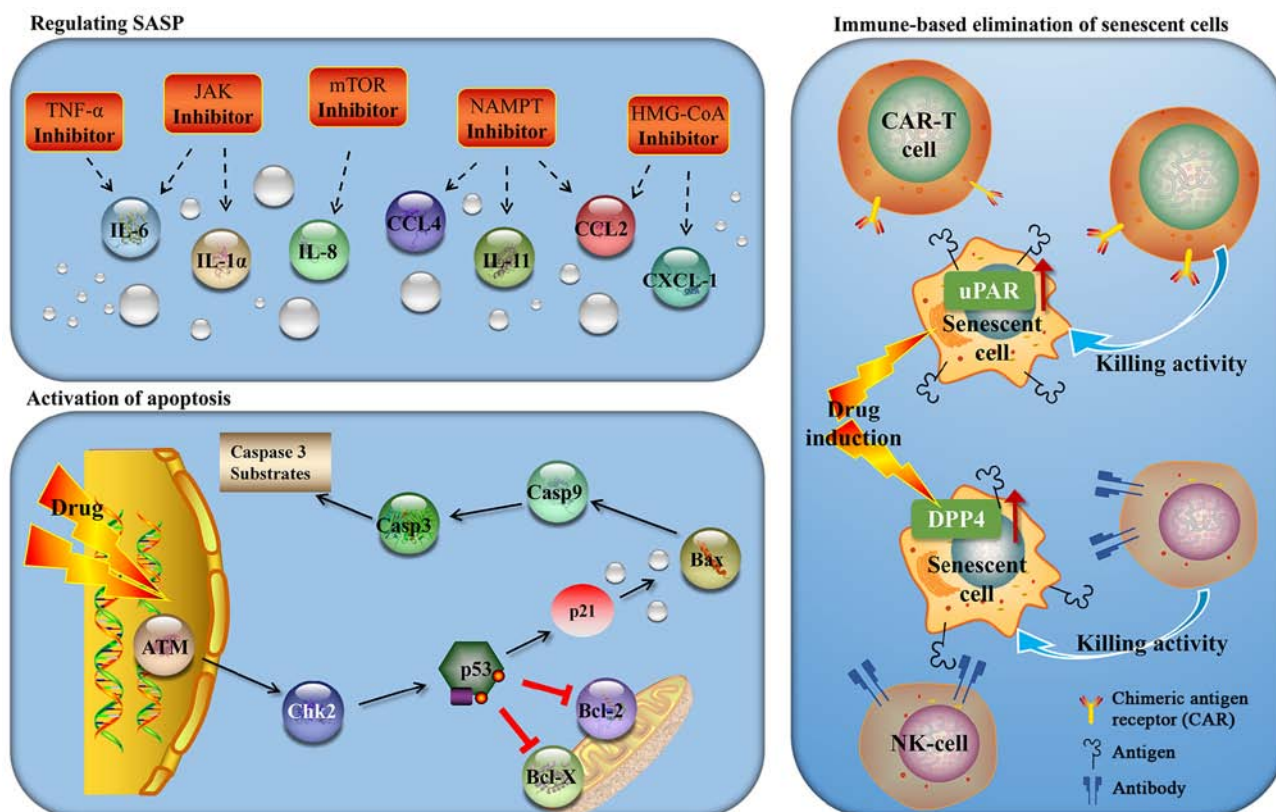 Regulating SASP
TNF-α
Inhibitor
JAK
Inhibitor
mTOR
Inhibitor
NAMPT
Inhibitor
HMG-CoA
Inhibitor
IL-6
IL-1α
IL-8
CCL4
IL-11
CCL2
CXCL-1
Activation of apoptosis
Drug
ATM
Chk2
p53
Bcl-2
Bcl-X
p21
Bax
Casp9
Casp3
Caspase 3
Substrates
Immune-based elimination of senescent cells
CAR-T
cell
uPAR
Senescent
cell
Killing activity
Drug
induction
DPP4
Senescent
cell
Killing activity
NK-cell
Chimeric antigen
receptor (CAR)
Antigen
Antibody